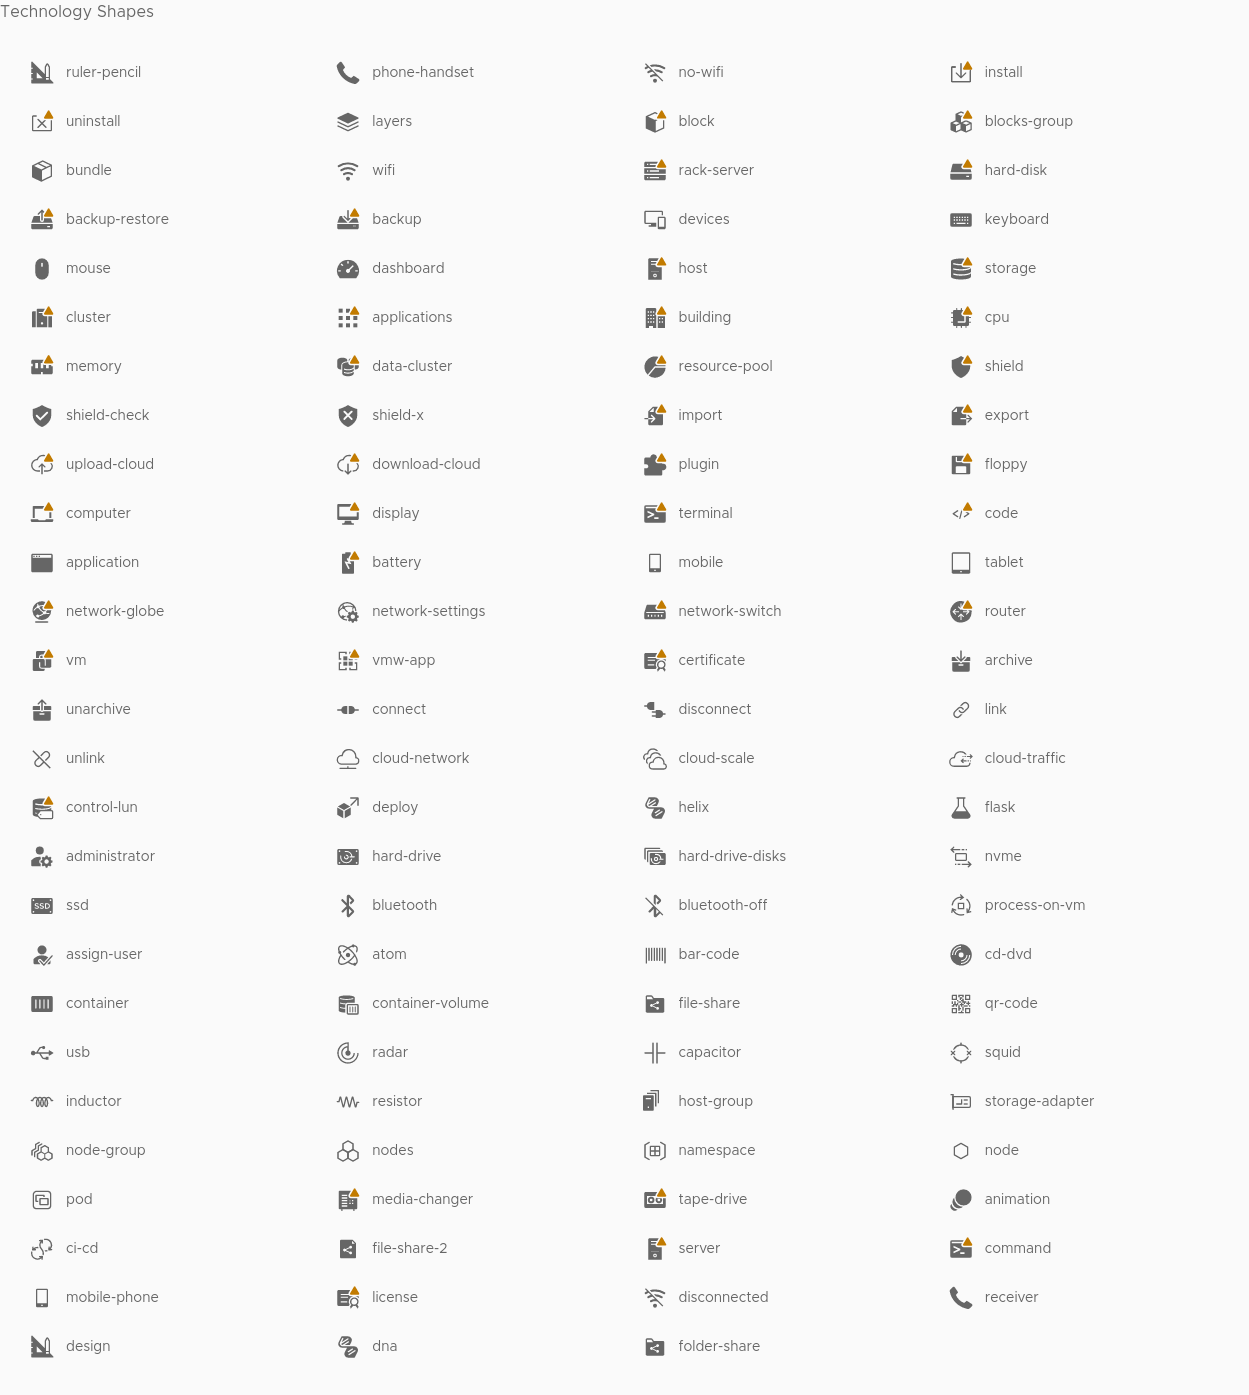 Technology Shapes
ruler-pencil phone-handset no-wifi install
uninstall layers block blocks-group
bundle wifi rack-server hard-disk
backup-restore backup devices keyboard
mouse dashboard host storage
cluster applications building cpu
memory data-cluster resource-pool shield
shield-check shield-x import export
upload-cloud download-cloud plugin floppy
computer display terminal code
application battery mobile tablet
network-globe network-settings network-switch router
vm vmw-app certificate archive
unarchive connect disconnect link
unlink cloud-network cloud-scale cloud-traffic
control-lun deploy helix flask
administrator hard-drive hard-drive-disks nvme
SSD ssd bluetooth bluetooth-off process-on-vm
assign-user atom bar-code cd-dvd
container container-volume file-share qr-code
usb radar capacitor squid
inductor resistor host-group storage-adapter
node-group nodes namespace node
pod media-changer tape-drive animation
ci-cd file-share-2 server command
mobile-phone license disconnected receiver
design dna folder-share